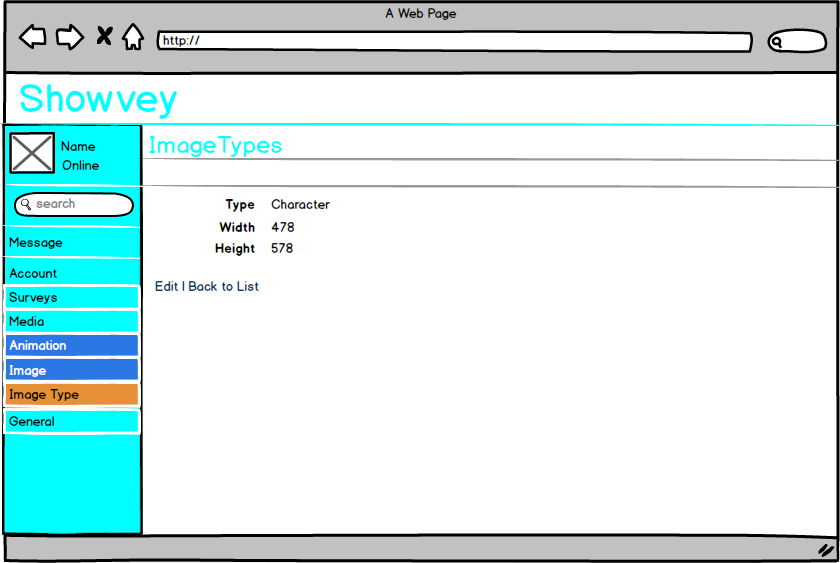 A Web Page
http://
Showvey
Name
Online
search
Message
Account
Surveys
Media
Animation
Image
Image Type
General
ImageTypes
Type Character
Width 478
Height 578
Edit | Back to List